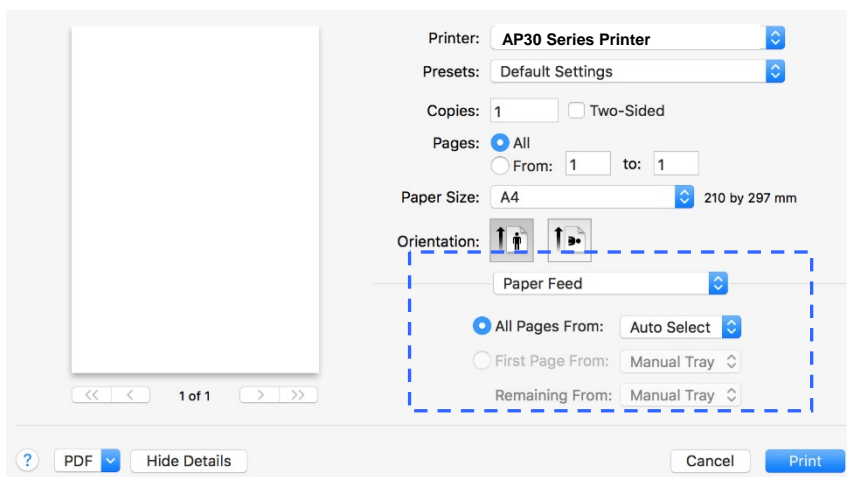 Printer: AP30 Series Printer
Presets: Default Settings
Copies: 1 Two-Sided
Pages: All
From: 1 to: 1
Paper Size: A4 210 by 297 mm
Orientation:
Paper Feed
All Pages From: Auto Select
First Page From: Manual Tray
Remaining From: Manual Tray
<< < 1 of 1 > >>
? PDF Hide Details Cancel Print